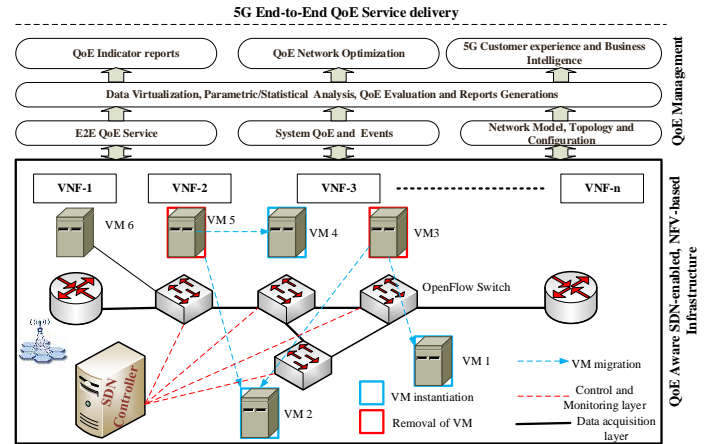 5G End-to-End QoE Service delivery
QoE Indicator reports
QoE Network Optimization
5G Customer experience and Business
Intelligence
Data Virtualization, Parametric/Statistical Analysis, QoE Evaluation and Reports Generations
E2E QoE Service
System QoE and Events
Network Model, Topology and
Configuration
QoE Management
VNF-1
VNF-2
VNF-3
VNF-n
VM 6
VM 5
VM 4
VM3
OpenFlow Switch
SDN
Controller
VM 2
VM 1
VM instantiation
Removal of VM
VM migration
Control and
Monitoring layer
Data acquisition
layer
QoE Aware SDN-enabled, NFV-based
Infrastructure